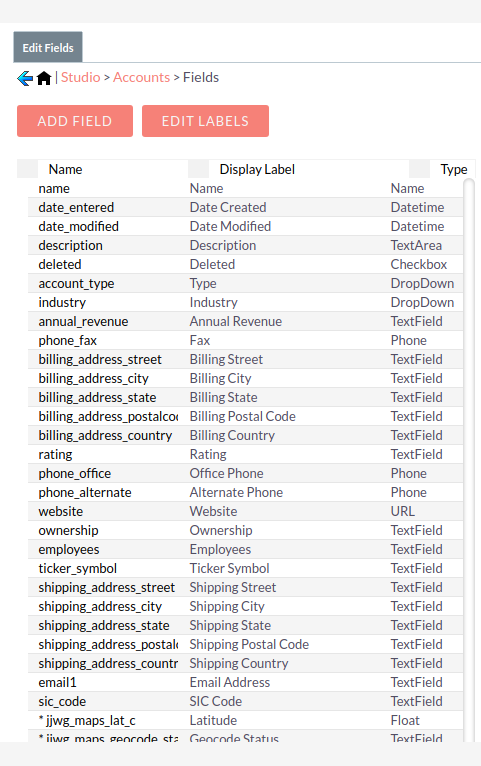 Edit Fields
| Studio > Accounts > Fields
ADD FIELD EDIT LABELS
Name Display Label Type
name Name Name
date_entered Date Created Datetime
date_modified Date Modified Datetime
description Description TextArea
deleted Deleted Checkbox
account_type Type DropDown
industry Industry DropDown
annual_revenue Annual Revenue TextField
phone_fax Fax Phone
billing_address_street Billing Street TextField
billing_address_city Billing City TextField
billing_address_state Billing State TextField
billing_address_postalco Billing Postal Code TextField
billing_address_country Billing Country TextField
rating Rating TextField
phone_office Office Phone Phone
phone_alternate Alternate Phone Phone
website Website URL
ownership Ownership TextField
employees Employees TextField
ticker_symbol Ticker Symbol TextField
shipping_address_street Shipping Street TextField
shipping_address_city Shipping City TextField
shipping_address_state Shipping State TextField
shipping_address_postal Shipping Postal Code TextField
shipping_address_countr Shipping Country TextField
email1 Email Address TextField
sic_code SIC Code TextField
* jjwg_maps_lat_c Latitude Float
* jjwg_maps_geocode_sta Geocode Status TextField